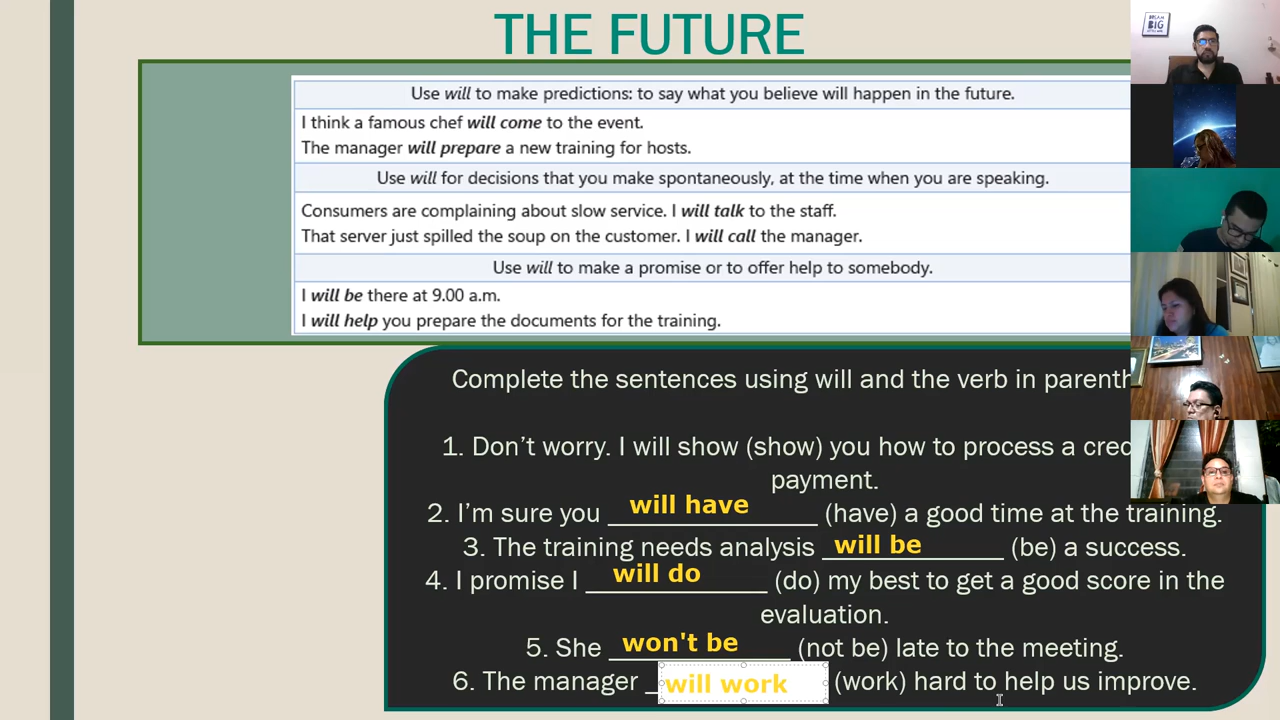 THE FUTURE
Use will to make predictions: to say what you believe will happen in the future.
I think a famous chef will come to the event.
The manager will prepare a new training for hosts.
Use will for decisions that you make spontaneously, at the time when you are speaking.
Consumers are complaining about slow service. I will talk to the staff.
That server just spilled the soup on the customer. I will call the manager.
Use will to make a promise or to offer help to somebody.
I will be there at 9.00 a.m.
I will help you prepare the documents for the training.
Complete the sentences using will and the verb in parenth
1. Don’t worry. I will show (show) you how to process a cred
payment.
2. I’m sure you will have (have) a good time at the training.
3. The training needs analysis will be (be) a success.
4. I promise I will do (do) my best to get a good score in the
evaluation.
5. She won't be (not be) late to the meeting.
6. The manager will work (work) hard to help us improve.
BIG